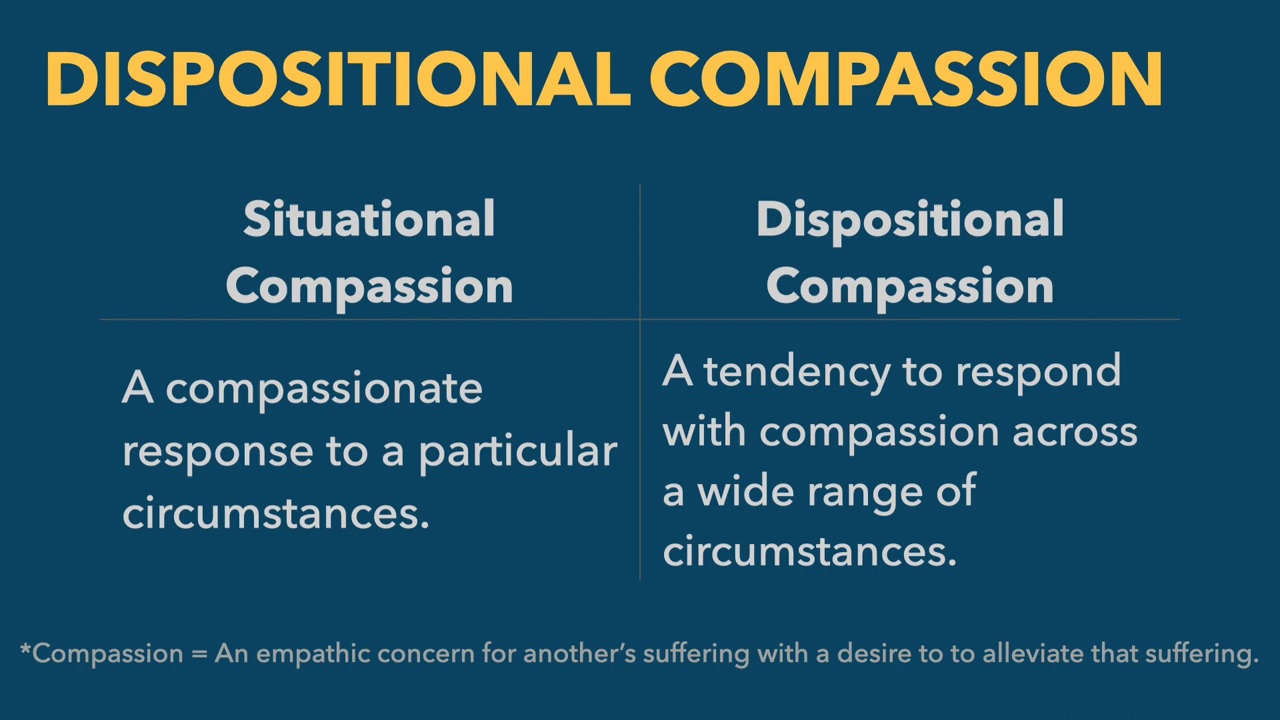 DISPOSITIONAL COMPASSION
Situational
Compassion
Dispositional
Compassion
A compassionate
response to a particular
circumstances.
A tendency to respond
with compassion across
a wide range of
circumstances.
*Compassion = An empathic concern for another’s suffering with a desire to to alleviate that suffering.